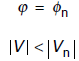 φ = ϕₙ
|V| < |Vₙ|